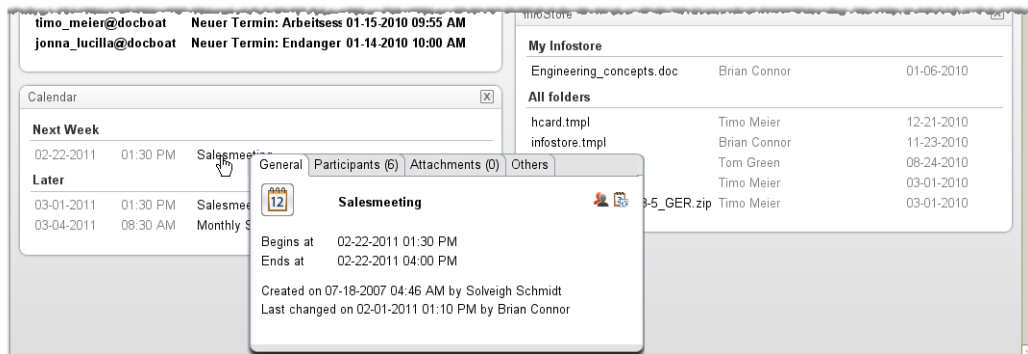 timo_meier@docboat Neuer Termin: Arbeitsess 01-15-2010 09:55 AM
jonna_lucilla@docboat Neuer Termin: Endanger 01-14-2010 10:00 AM
Calendar
Next Week
02-22-2011 01:30 PM Salesmeeting
Later
03-01-2011 01:30 PM Salesmee
03-04-2011 08:30 AM Monthly S
General Participants (6) Attachments (0) Others
12 Salesmeeting
Begins at 02-22-2011 01:30 PM
Ends at 02-22-2011 04:00 PM
Created on 07-18-2007 04:46 AM by Solveigh Schmidt
Last changed on 02-01-2011 01:10 PM by Brian Connor
InfoStore
My Infostore
Engineering_concepts.doc Brian Connor 01-06-2010
All folders
hcard.tmpl Timo Meier 12-21-2010
infostore.tmpl Brian Connor 11-23-2010
Tom Green 08-24-2010
Timo Meier 03-01-2010
3-5_GER.zip Timo Meier 03-01-2010